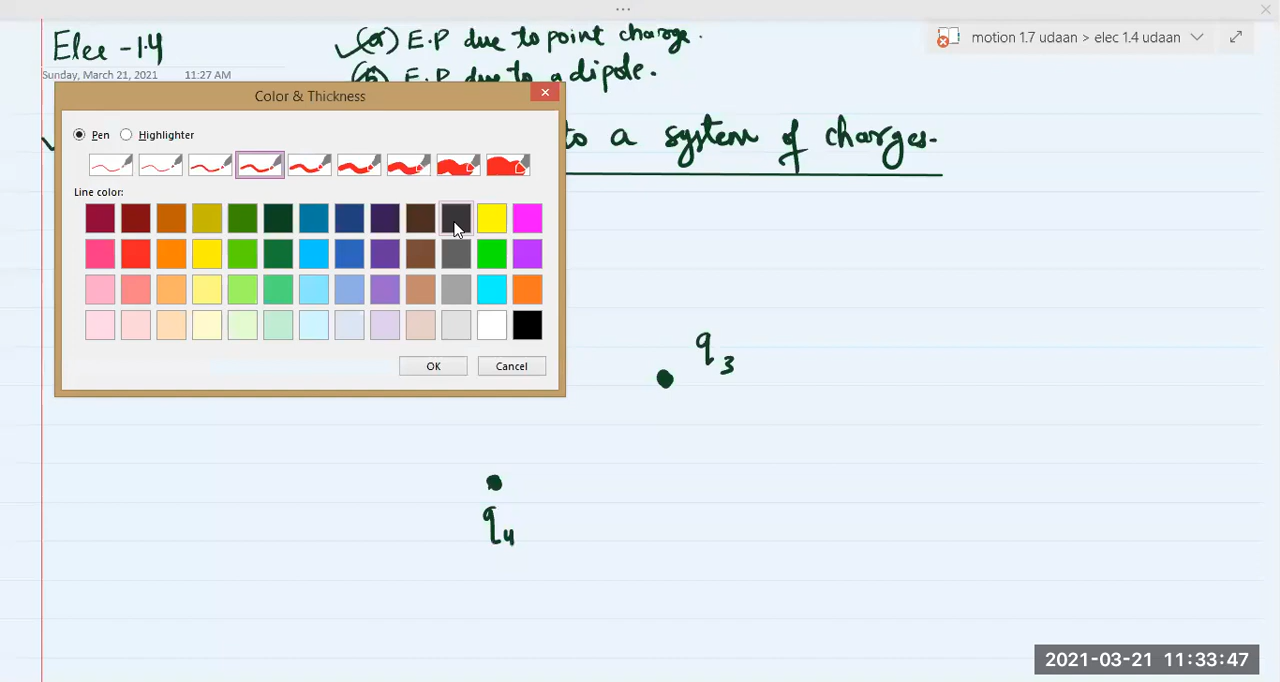 ...
Elec -1.4
(a) E.P due to point charge.
motion 1.7 udaan > elec 1.4 udaan
Sunday, March 21, 2021 11:27 AM
(b) E.P due to a dipole.
Color & Thickness
to a system of charges.
Pen
Highlighter
Line color:
q3
OK
Cancel
q4
2021-03-21 11:33:47